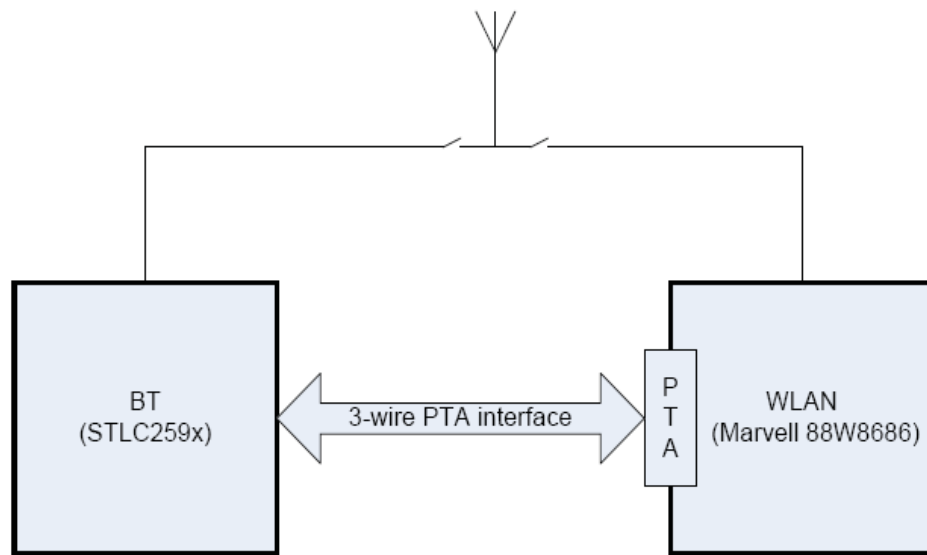 BT
(STLC259x)
3-wire PTA interface
P
T
A
WLAN
(Marvell 88W8686)